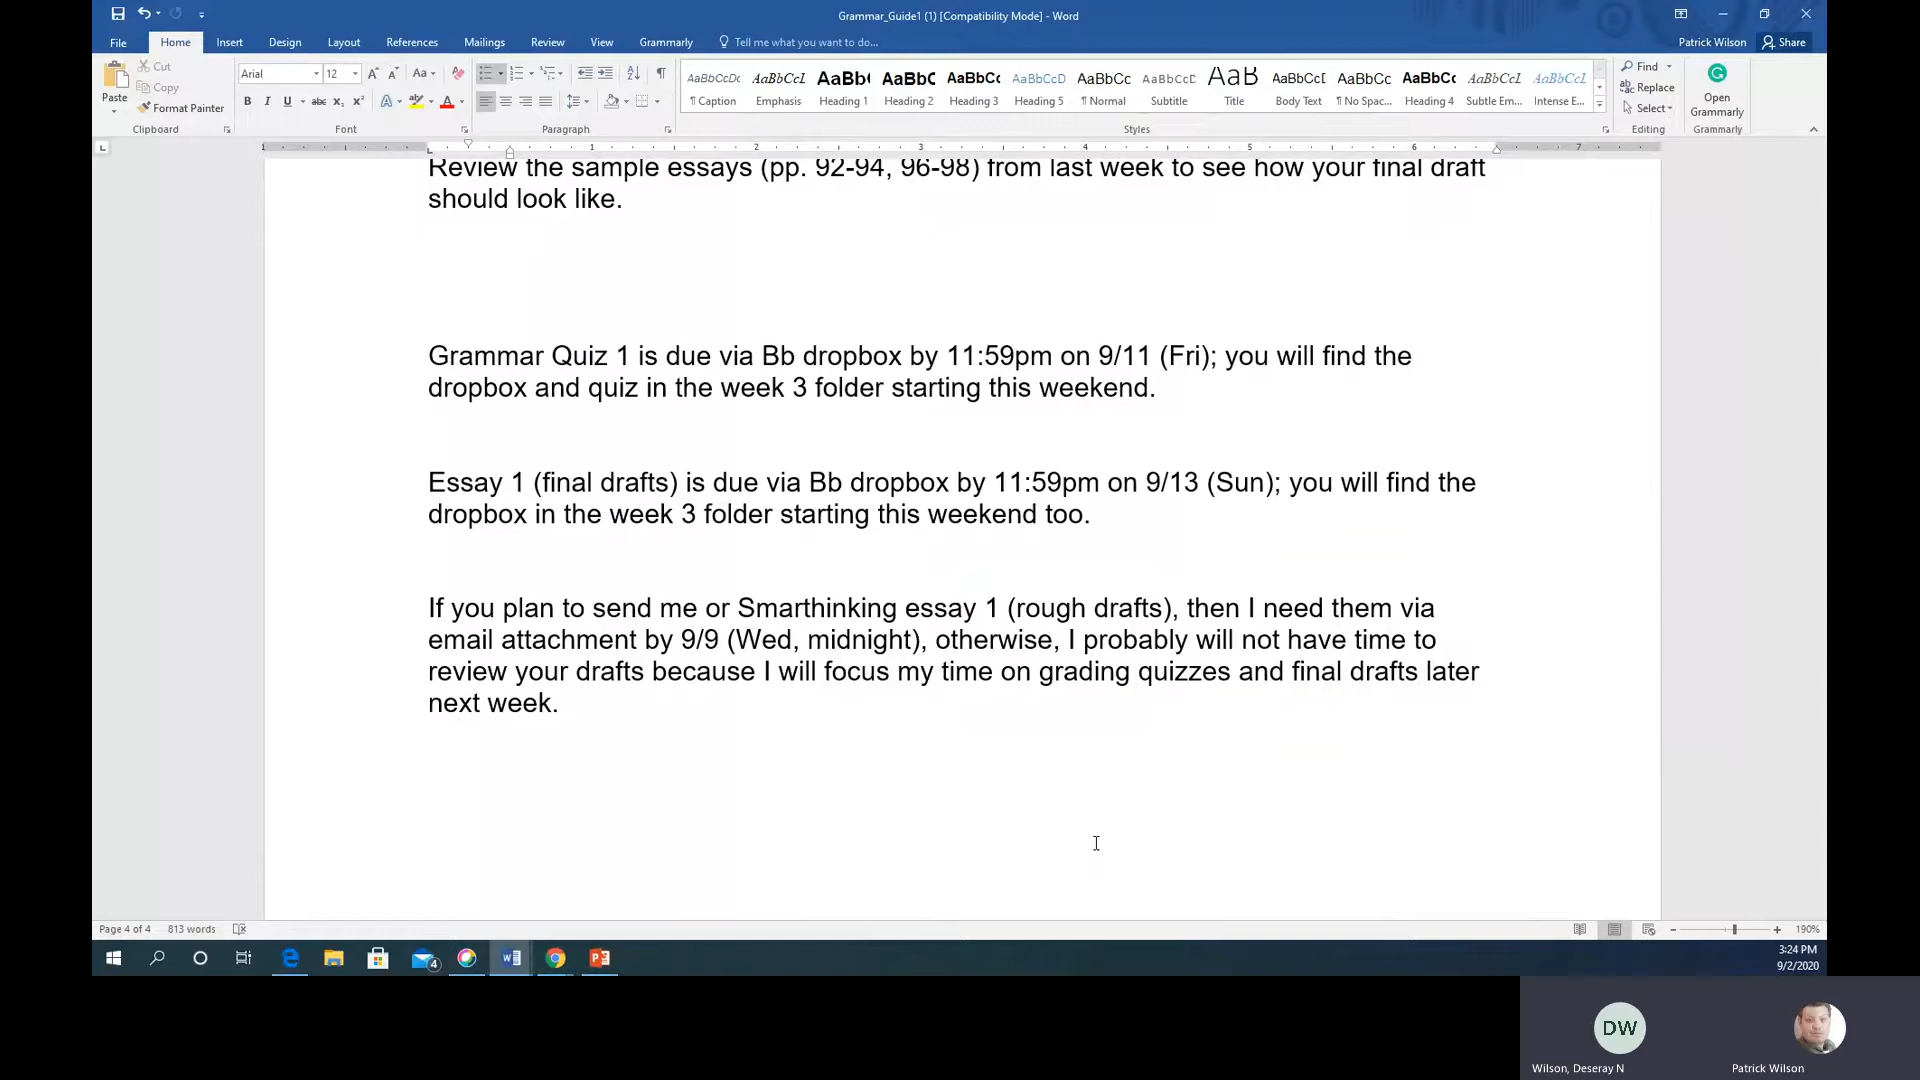 Grammar_Guide1 (1) [Compatibility Mode] - Word
File Home Insert Design Layout References Mailings Review View Grammarly Tell me what you want to do... Patrick Wilson Share
Paste Cut Copy Format Painter
Clipboard
Arial 12
Font
Paragraph
AaBbCcDc AaBbCcL AaBb( AaBbC AaBbCc AaBbCcD AaBbCc AaBbCcD AaB AaBbCcD AaBbCc AaBbCc AaBbCcL AaBbCcL
¶ Caption Emphasis Heading 1 Heading 2 Heading 3 Heading 5 ¶ Normal Subtitle Title Body Text ¶ No Spac... Heading 4 Subtle Em... Intense E...
Styles
Find
Replace
Select
Editing
Open
Grammarly
Grammarly
1 1 2 3 4 5 6 7
Review the sample essays (pp. 92-94, 96-98) from last week to see how your final draft
should look like.
Grammar Quiz 1 is due via Bb dropbox by 11:59pm on 9/11 (Fri); you will find the
dropbox and quiz in the week 3 folder starting this weekend.
Essay 1 (final drafts) is due via Bb dropbox by 11:59pm on 9/13 (Sun); you will find the
dropbox in the week 3 folder starting this weekend too.
If you plan to send me or Smarthinking essay 1 (rough drafts), then I need them via
email attachment by 9/9 (Wed, midnight), otherwise, I probably will not have time to
review your drafts because I will focus my time on grading quizzes and final drafts later
next week.
Page 4 of 4 813 words 190%
4
3:24 PM
9/2/2020
DW
Wilson, Deseray N Patrick Wilson